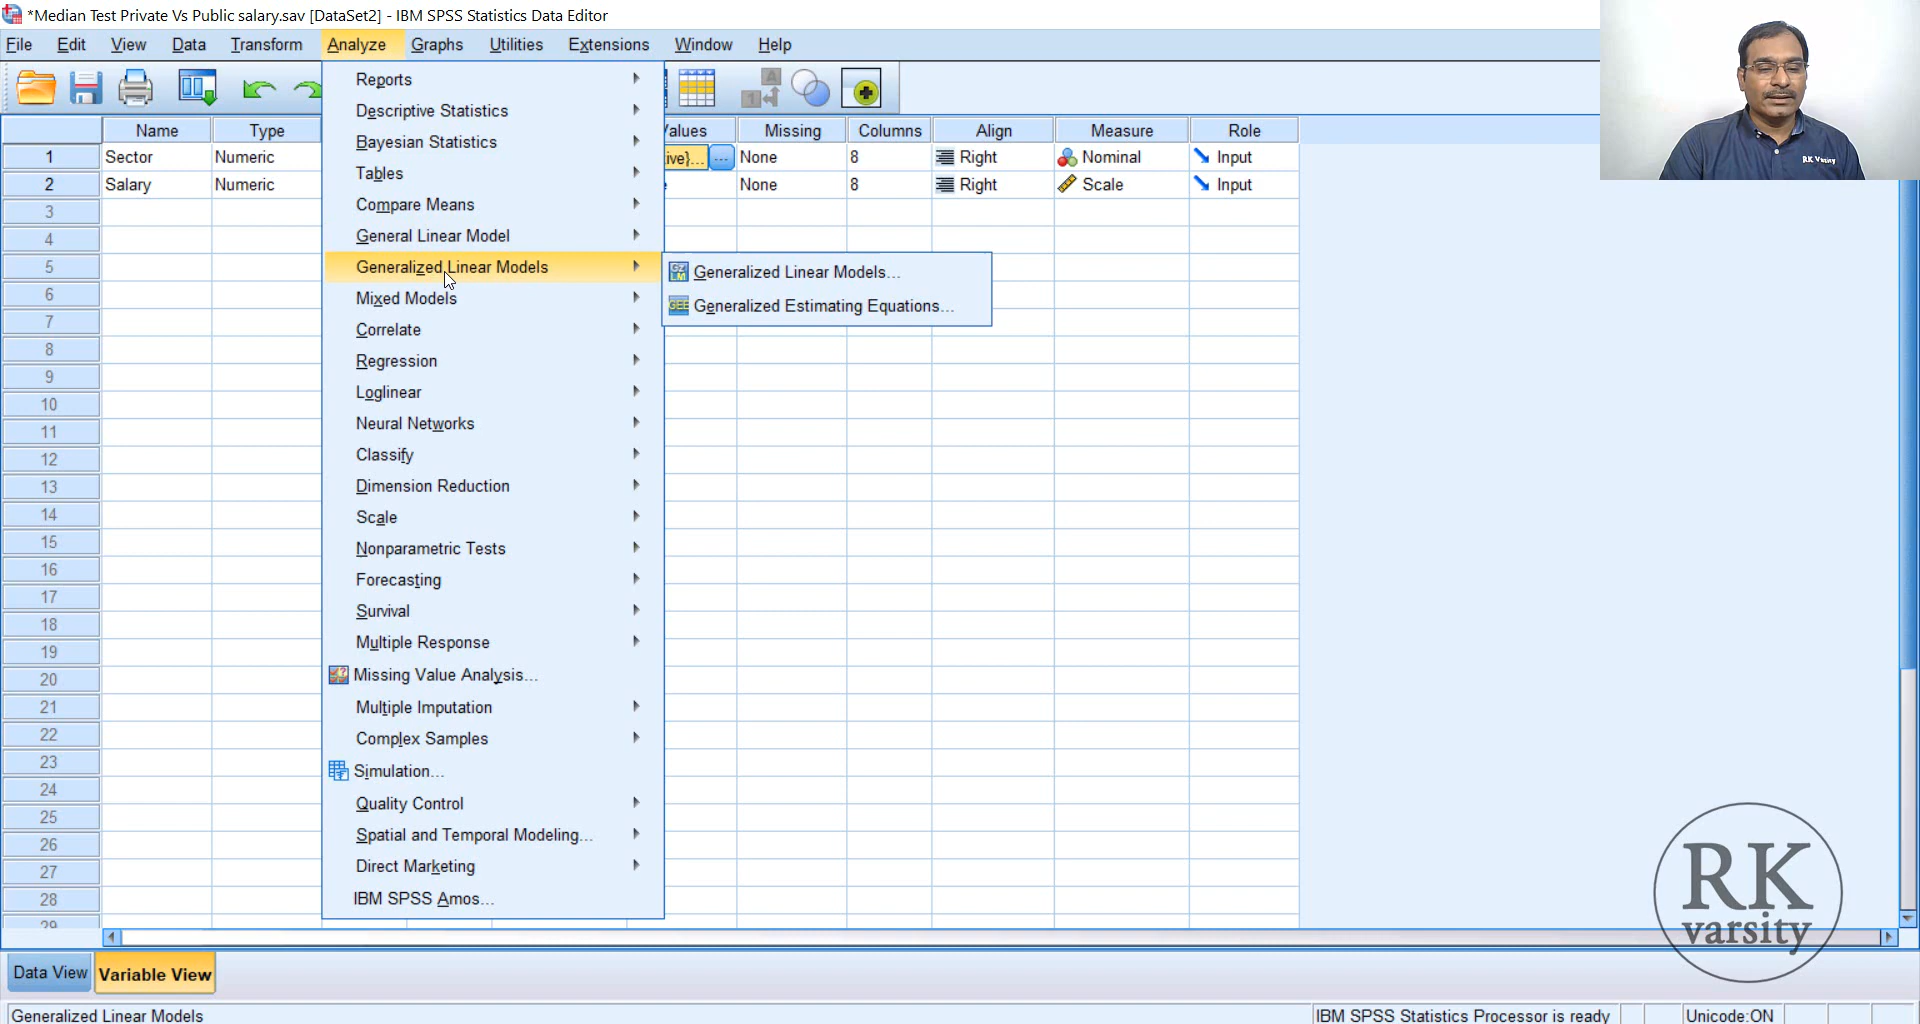 *Median Test Private Vs Public salary.sav [DataSet2] - IBM SPSS Statistics Data Editor
File Edit View Data Transform Analyze Graphs Utilities Extensions Window Help
Name Type Values Missing Columns Align Measure Role
1 Sector Numeric ive}... ... None 8 Right Nominal Input
2 Salary Numeric None 8 Right Scale Input
3
4
5
6
7
8
9
10
11
12
13
14
15
16
17
18
19
20
21
22
23
24
25
26
27
28
29
Reports
Descriptive Statistics
Bayesian Statistics
Tables
Compare Means
General Linear Model
Generalized Linear Models
Mixed Models
Correlate
Regression
Loglinear
Neural Networks
Classify
Dimension Reduction
Scale
Nonparametric Tests
Forecasting
Survival
Multiple Response
Missing Value Analysis...
Multiple Imputation
Complex Samples
Simulation...
Quality Control
Spatial and Temporal Modeling...
Direct Marketing
IBM SPSS Amos...
GZLM Generalized Linear Models...
GEE Generalized Estimating Equations...
RK Varsity
RK
varsity
Data View Variable View
Generalized Linear Models IBM SPSS Statistics Processor is ready Unicode:ON